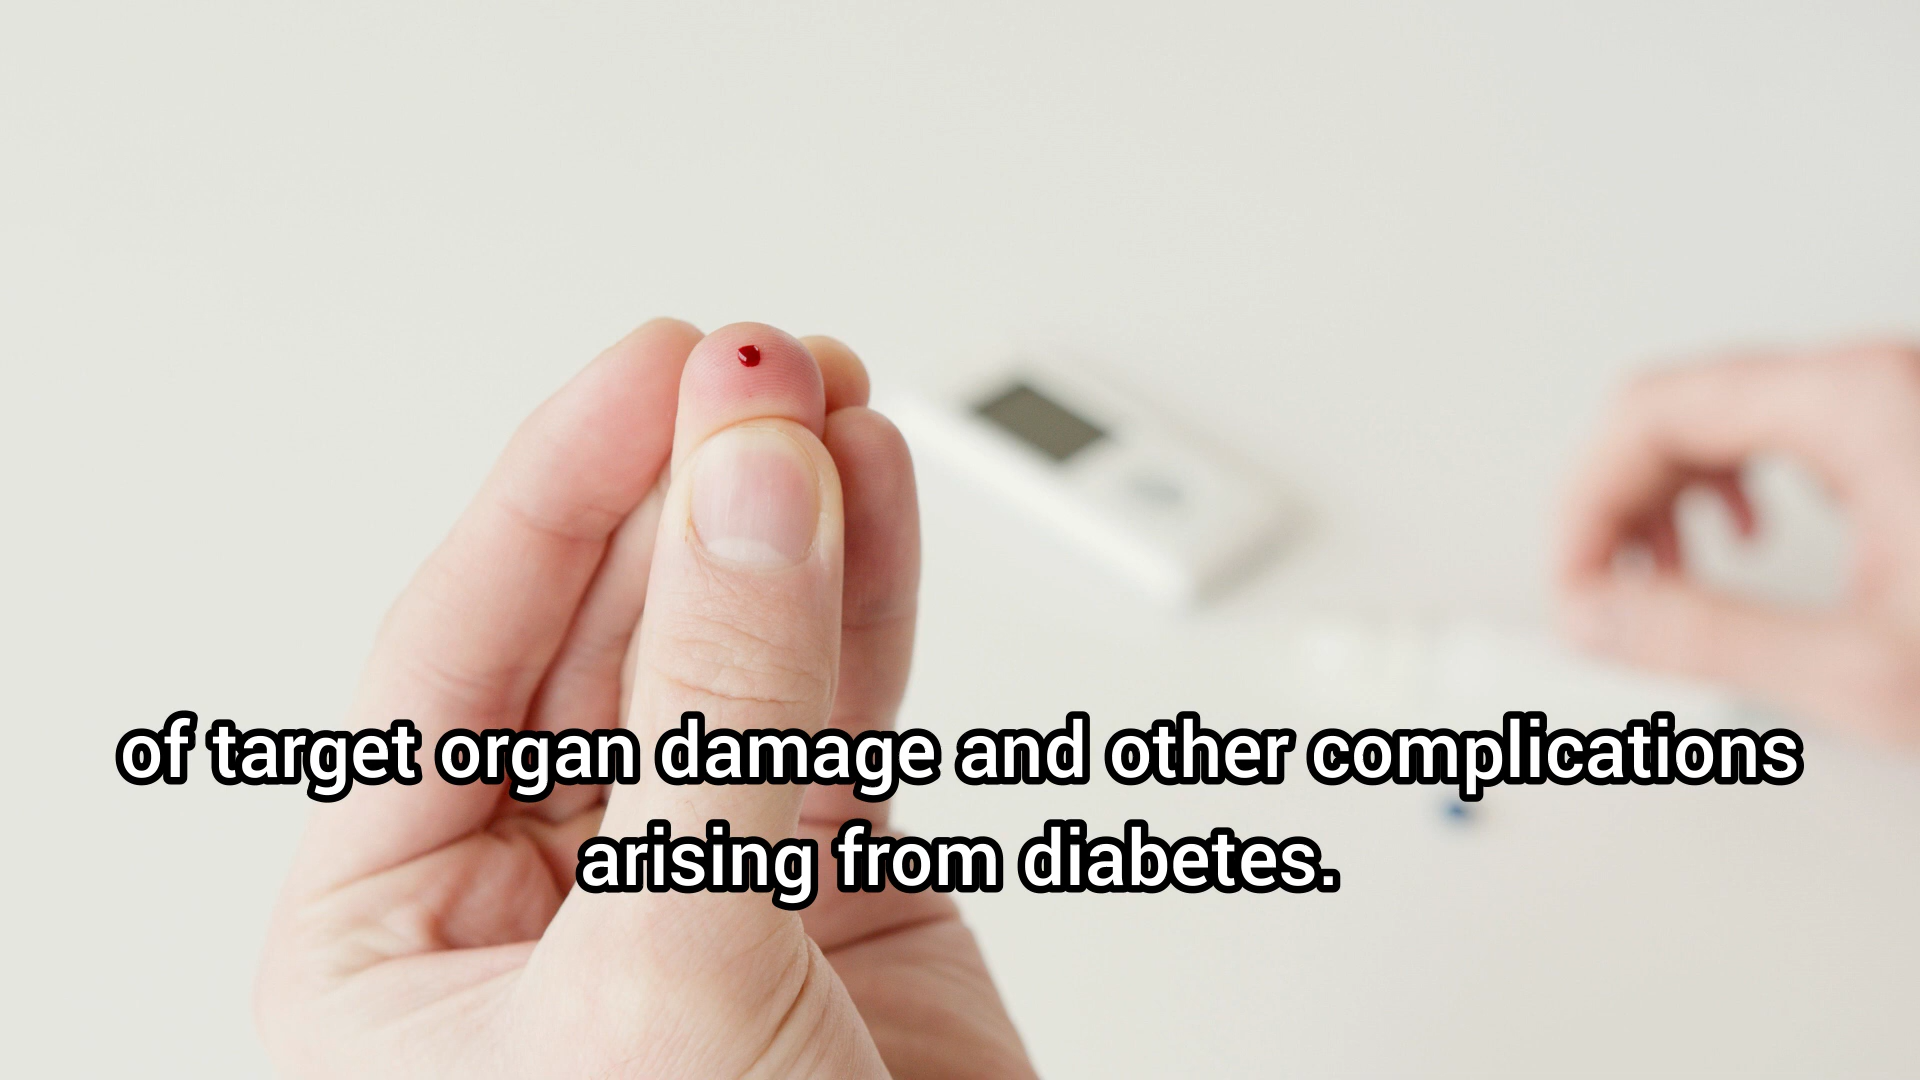 of target organ damage and other complications
arising from diabetes.